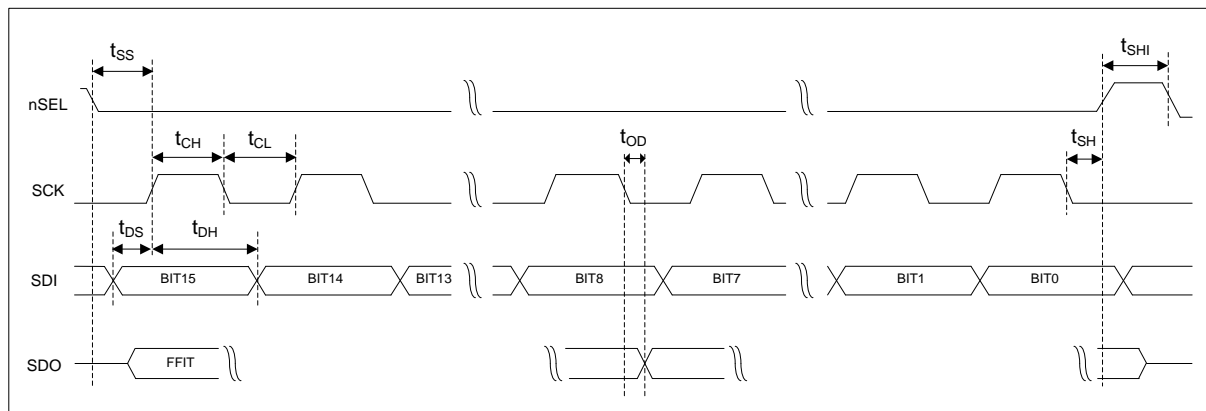 tSS
tSHI
nSEL
tCH
tCL
tOD
tSH
SCK
tDS
tDH
SDI
BIT15
BIT14
BIT13
BIT8
BIT7
BIT1
BIT0
SDO
FFIT